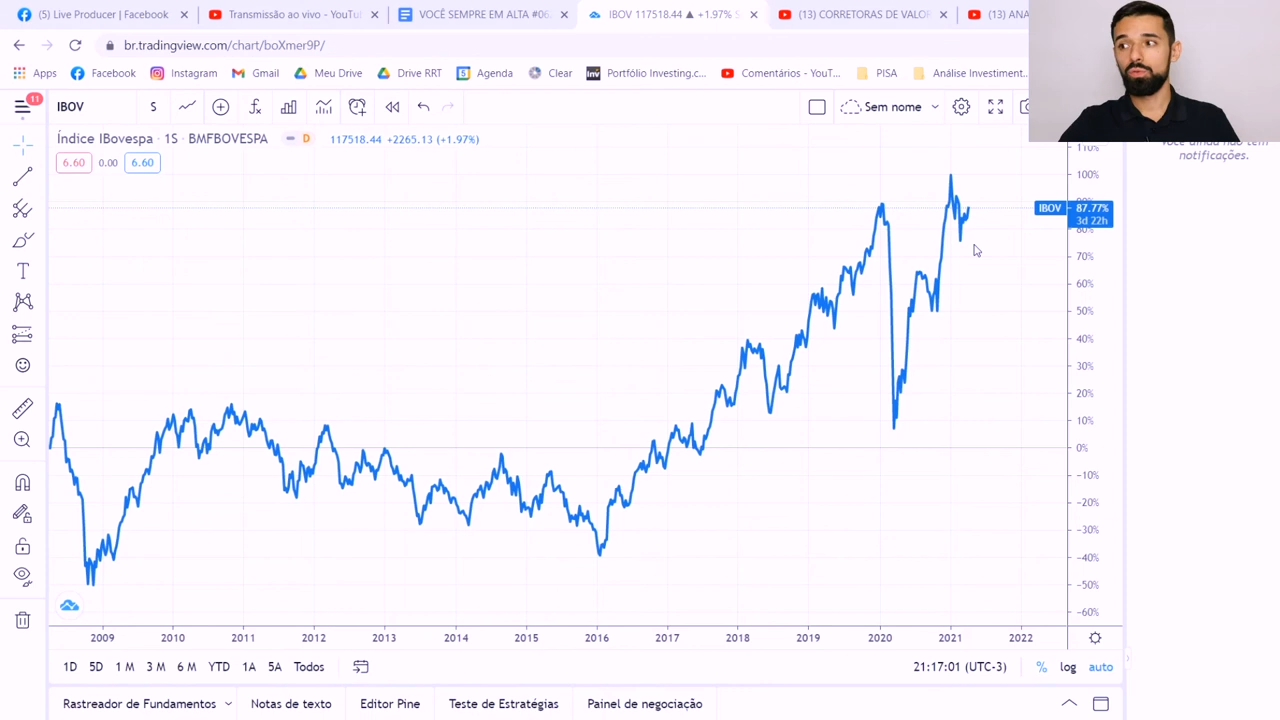 (5) Live Producer | Facebook
Transmissão ao vivo - YouTu
VOCÊ SEMPRE EM ALTA #06
IBOV 117518.44 ▲ +1.97% S
(13) CORRETORAS DE VALOR
(13) ANA
br.tradingview.com/chart/boXmer9P/
Apps
Facebook
Instagram
Gmail
Meu Drive
Drive RRT
Agenda
Clear
Inv
Portfólio Investing.c...
Comentários - YouT...
PISA
Análise Investiment...
11
IBOV
S
Sem nome
Índice IBovespa · 1S · BMFBOVESPA
D
117518.44 +2265.13 (+1.97%)
6.60
0.00
6.60
notificações.
110%
100%
IBOV
87.77%
3d 22h
80%
70%
60%
50%
40%
30%
20%
10%
0%
-10%
-20%
-30%
-40%
-50%
-60%
2009
2010
2011
2012
2013
2014
2015
2016
2017
2018
2019
2020
2021
2022
1D
5D
1 M
3 M
6 M
YTD
1A
5A
Todos
21:17:01 (UTC-3)
%
log
auto
Rastreador de Fundamentos
Notas de texto
Editor Pine
Teste de Estratégias
Painel de negociação